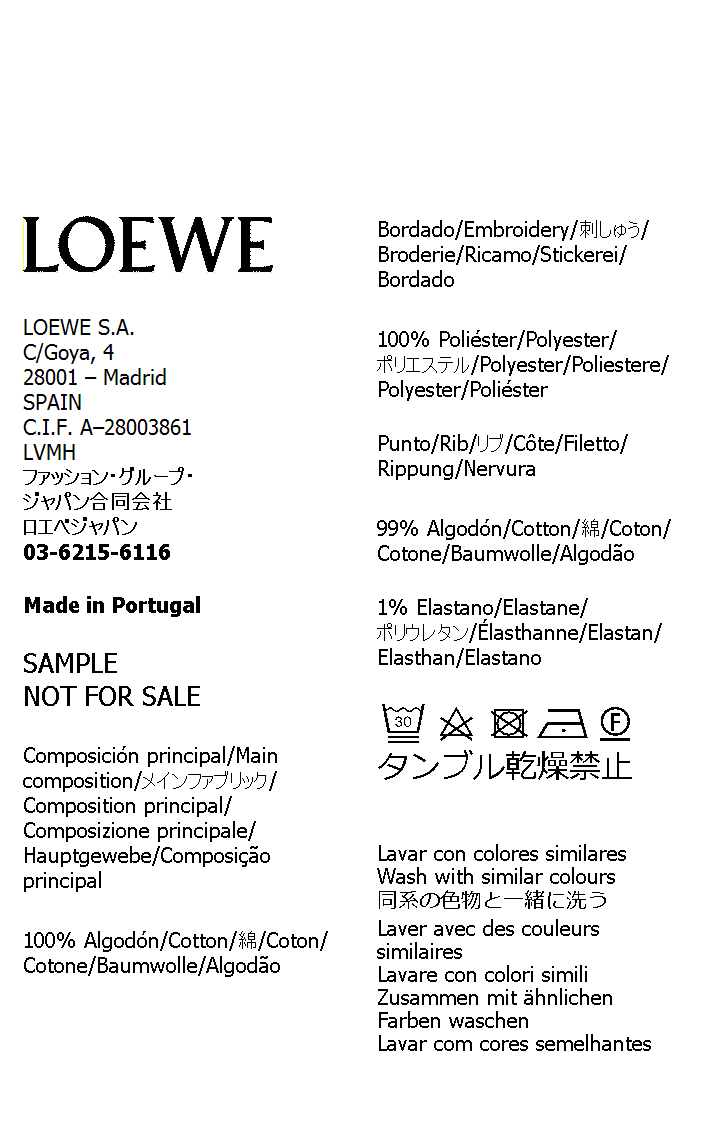 LOEWE
LOEWE S.A.
C/Goya, 4
28001 – Madrid
SPAIN
C.I.F. A–28003861
LVMH
ファッション・グループ・
ジャパン合同会社
ロエベジャパン
03-6215-6116
Made in Portugal
SAMPLE
NOT FOR SALE
Composición principal/Main
composition/メインファブリック/
Composition principal/
Composizione principale/
Hauptgewebe/Composição
principal
100% Algodón/Cotton/綿/Coton/
Cotone/Baumwolle/Algodão
Bordado/Embroidery/刺しゅう/
Broderie/Ricamo/Stickerei/
Bordado
100% Poliéster/Polyester/
ポリエステル/Polyester/Poliestere/
Polyester/Poliéster
Punto/Rib/リブ/Côte/Filetto/
Rippung/Nervura
99% Algodón/Cotton/綿/Coton/
Cotone/Baumwolle/Algodão
1% Elastano/Elastane/
ポリウレタン/Élasthanne/Elastan/
Elasthan/Elastano
30 F
タンブル乾燥禁止
Lavar con colores similares
Wash with similar colours
同系の色物と一緒に洗う
Laver avec des couleurs
similaires
Lavare con colori simili
Zusammen mit ähnlichen
Farben waschen
Lavar com cores semelhantes